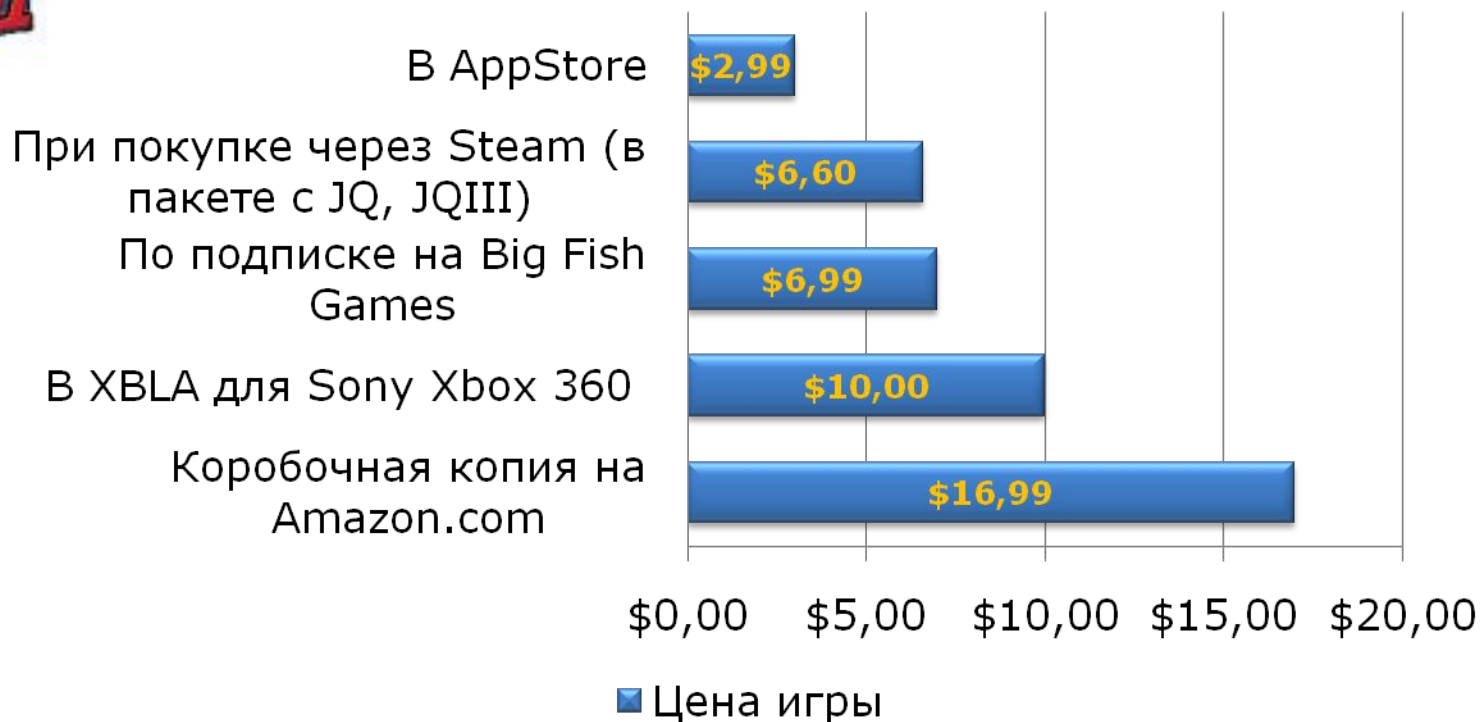 В AppStore
$2,99
При покупке через Steam (в
пакете с JQ, JQIII)
$6,60
По подписке на Big Fish
Games
$6,99
В XBLA для Sony Xbox 360
$10,00
Коробочная копия на
Amazon.com
$16,99
$0,00 $5,00 $10,00 $15,00 $20,00
Цена игры